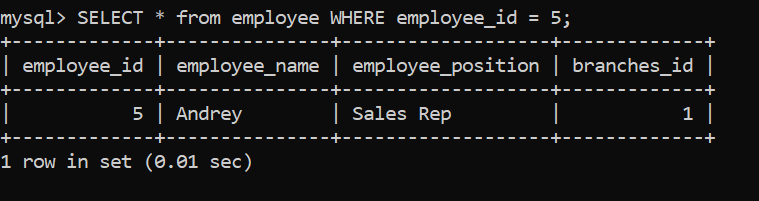 mysql> SELECT * from employee WHERE employee_id = 5;
+-------------+---------------+-------------------+-------------+
| employee_id | employee_name | employee_position | branches_id |
+-------------+---------------+-------------------+-------------+
|           5 | Andrey        | Sales Rep         |           1 |
+-------------+---------------+-------------------+-------------+
1 row in set (0.01 sec)